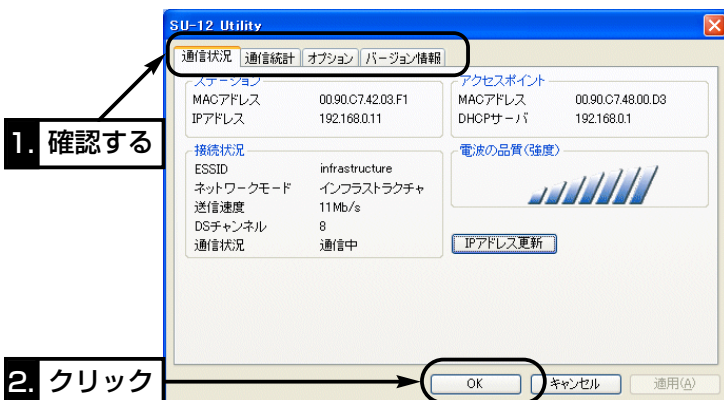 SU-12 Utility
通信状況 通信統計 オプション バージョン情報
1. 確認する
ステーション
MACアドレス 00.90.C7.42.03.F1
IPアドレス 192.168.0.11
アクセスポイント
MACアドレス 00.90.C7.48.00.D3
DHCPサーバ 192.168.0.1
接続状況
ESSID infrastructure
ネットワークモード インフラストラクチャ
送信速度 11Mb/s
DSチャンネル 8
通信状況 通信中
電波の品質(強度)
IPアドレス更新
2. クリック
OK キャンセル 適用(A)